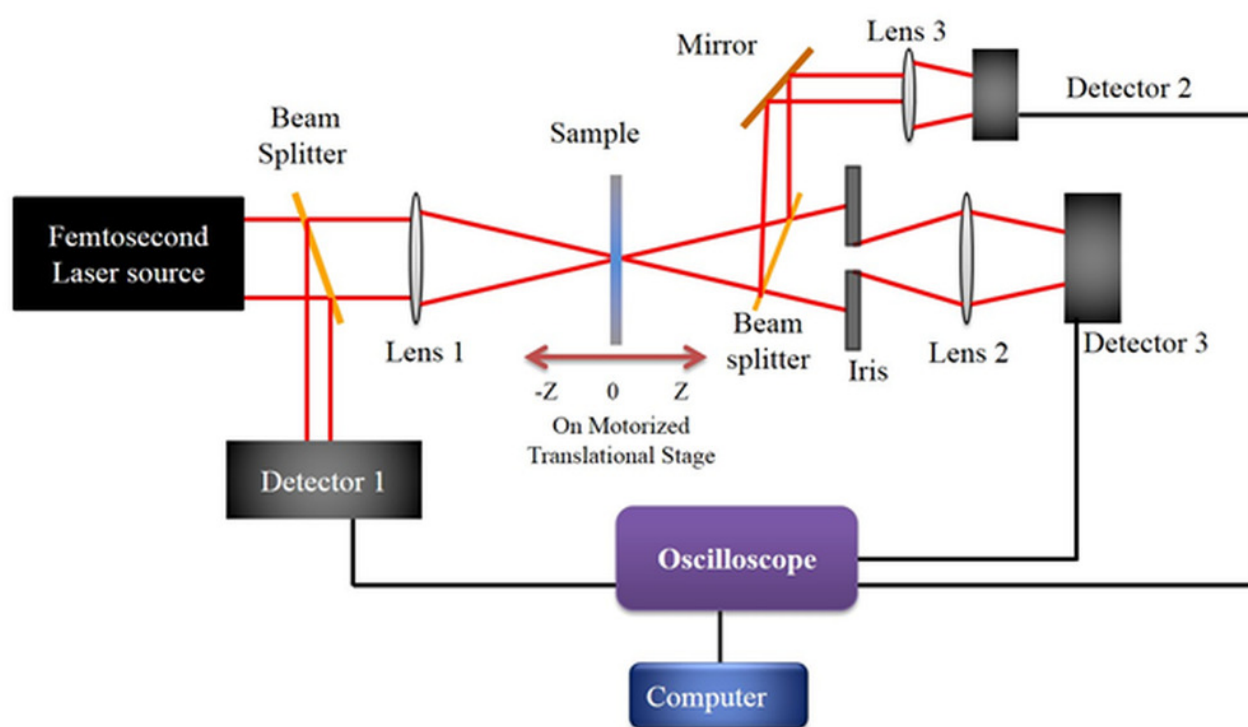 Mirror
Lens 3
Detector 2
Beam
Splitter
Sample
Femtosecond
Laser source
Lens 1
Beam
splitter
Iris
Lens 2
Detector 3
-Z 0 Z
On Motorized
Translational Stage
Detector 1
Oscilloscope
Computer